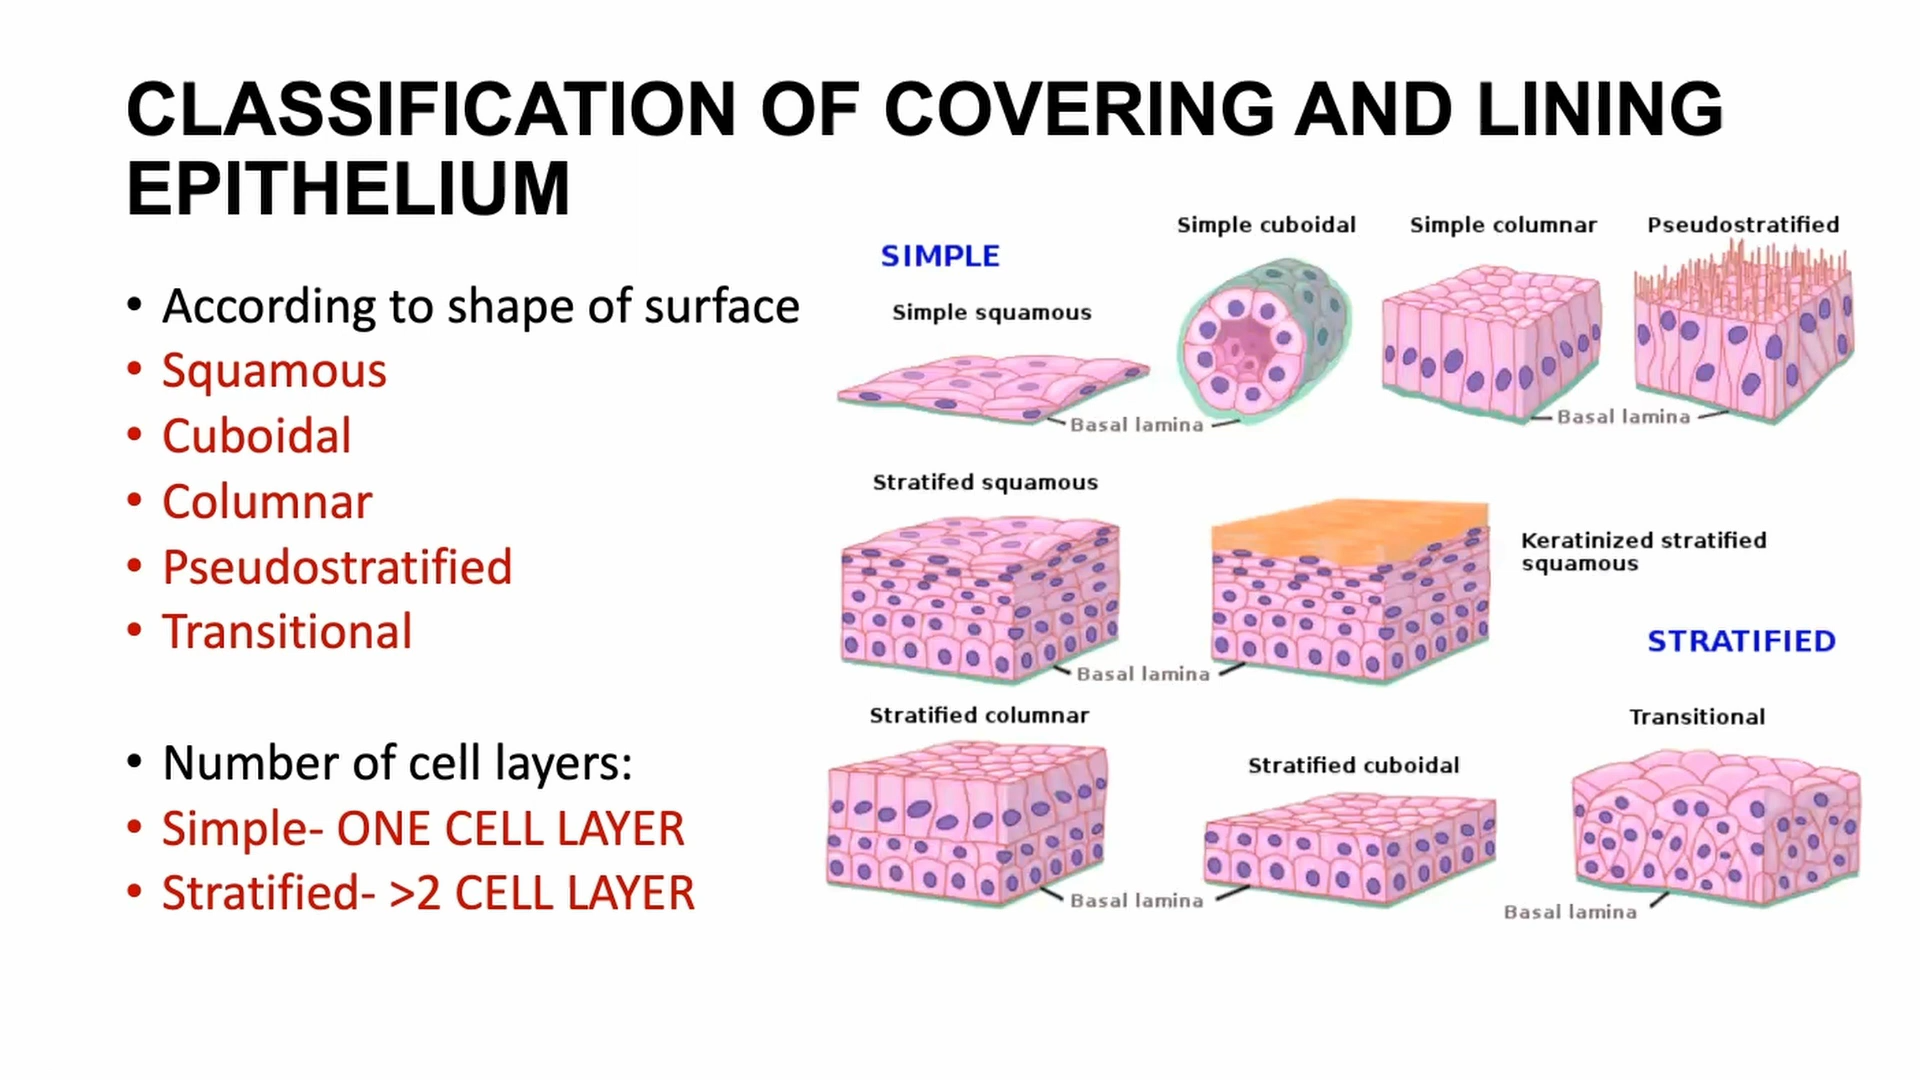 CLASSIFICATION OF COVERING AND LINING
EPITHELIUM
• According to shape of surface
• Squamous
• Cuboidal
• Columnar
• Pseudostratified
• Transitional
• Number of cell layers:
• Simple- ONE CELL LAYER
• Stratified- >2 CELL LAYER
SIMPLE
Simple squamous
Simple cuboidal
Simple columnar
Pseudostratified
Basal lamina
Basal lamina
Stratifed squamous
Keratinized stratified
squamous
Basal lamina
STRATIFIED
Stratified columnar
Stratified cuboidal
Transitional
Basal lamina
Basal lamina